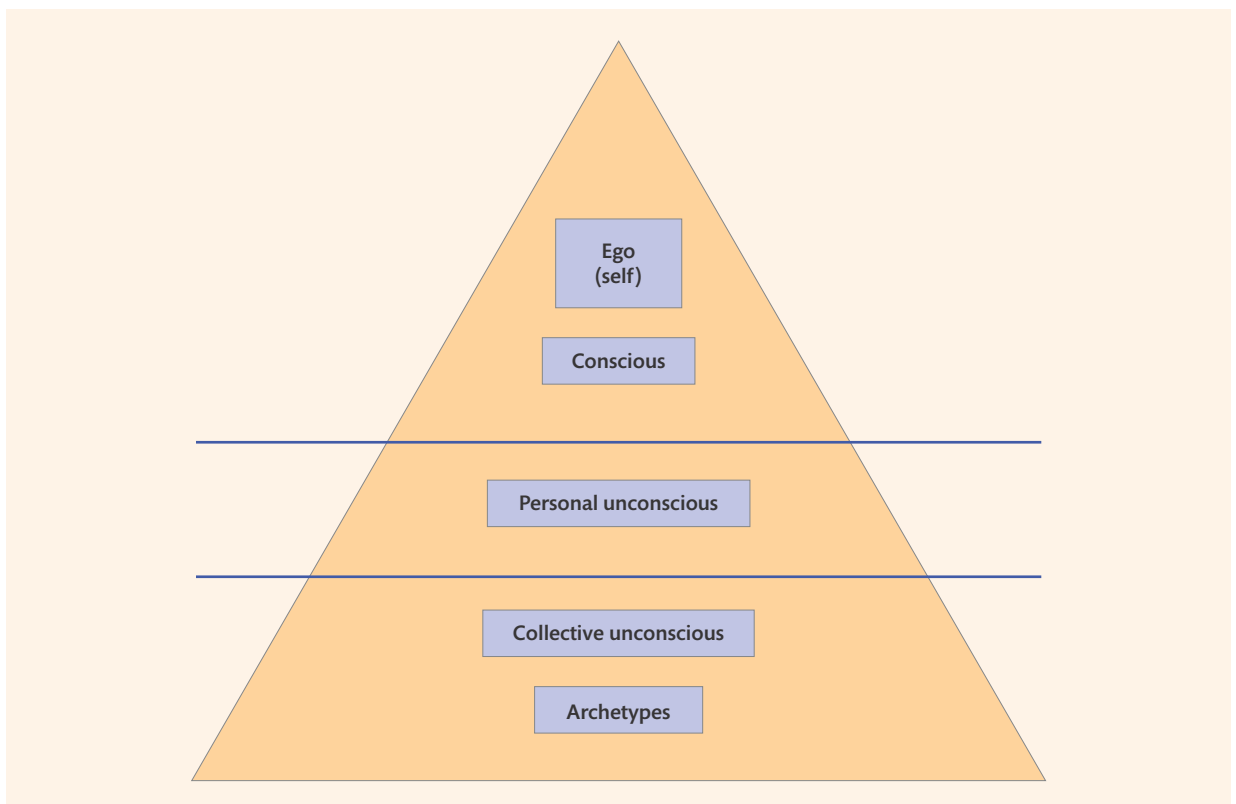 Ego
(self)
Conscious
Personal unconscious
Collective unconscious
Archetypes